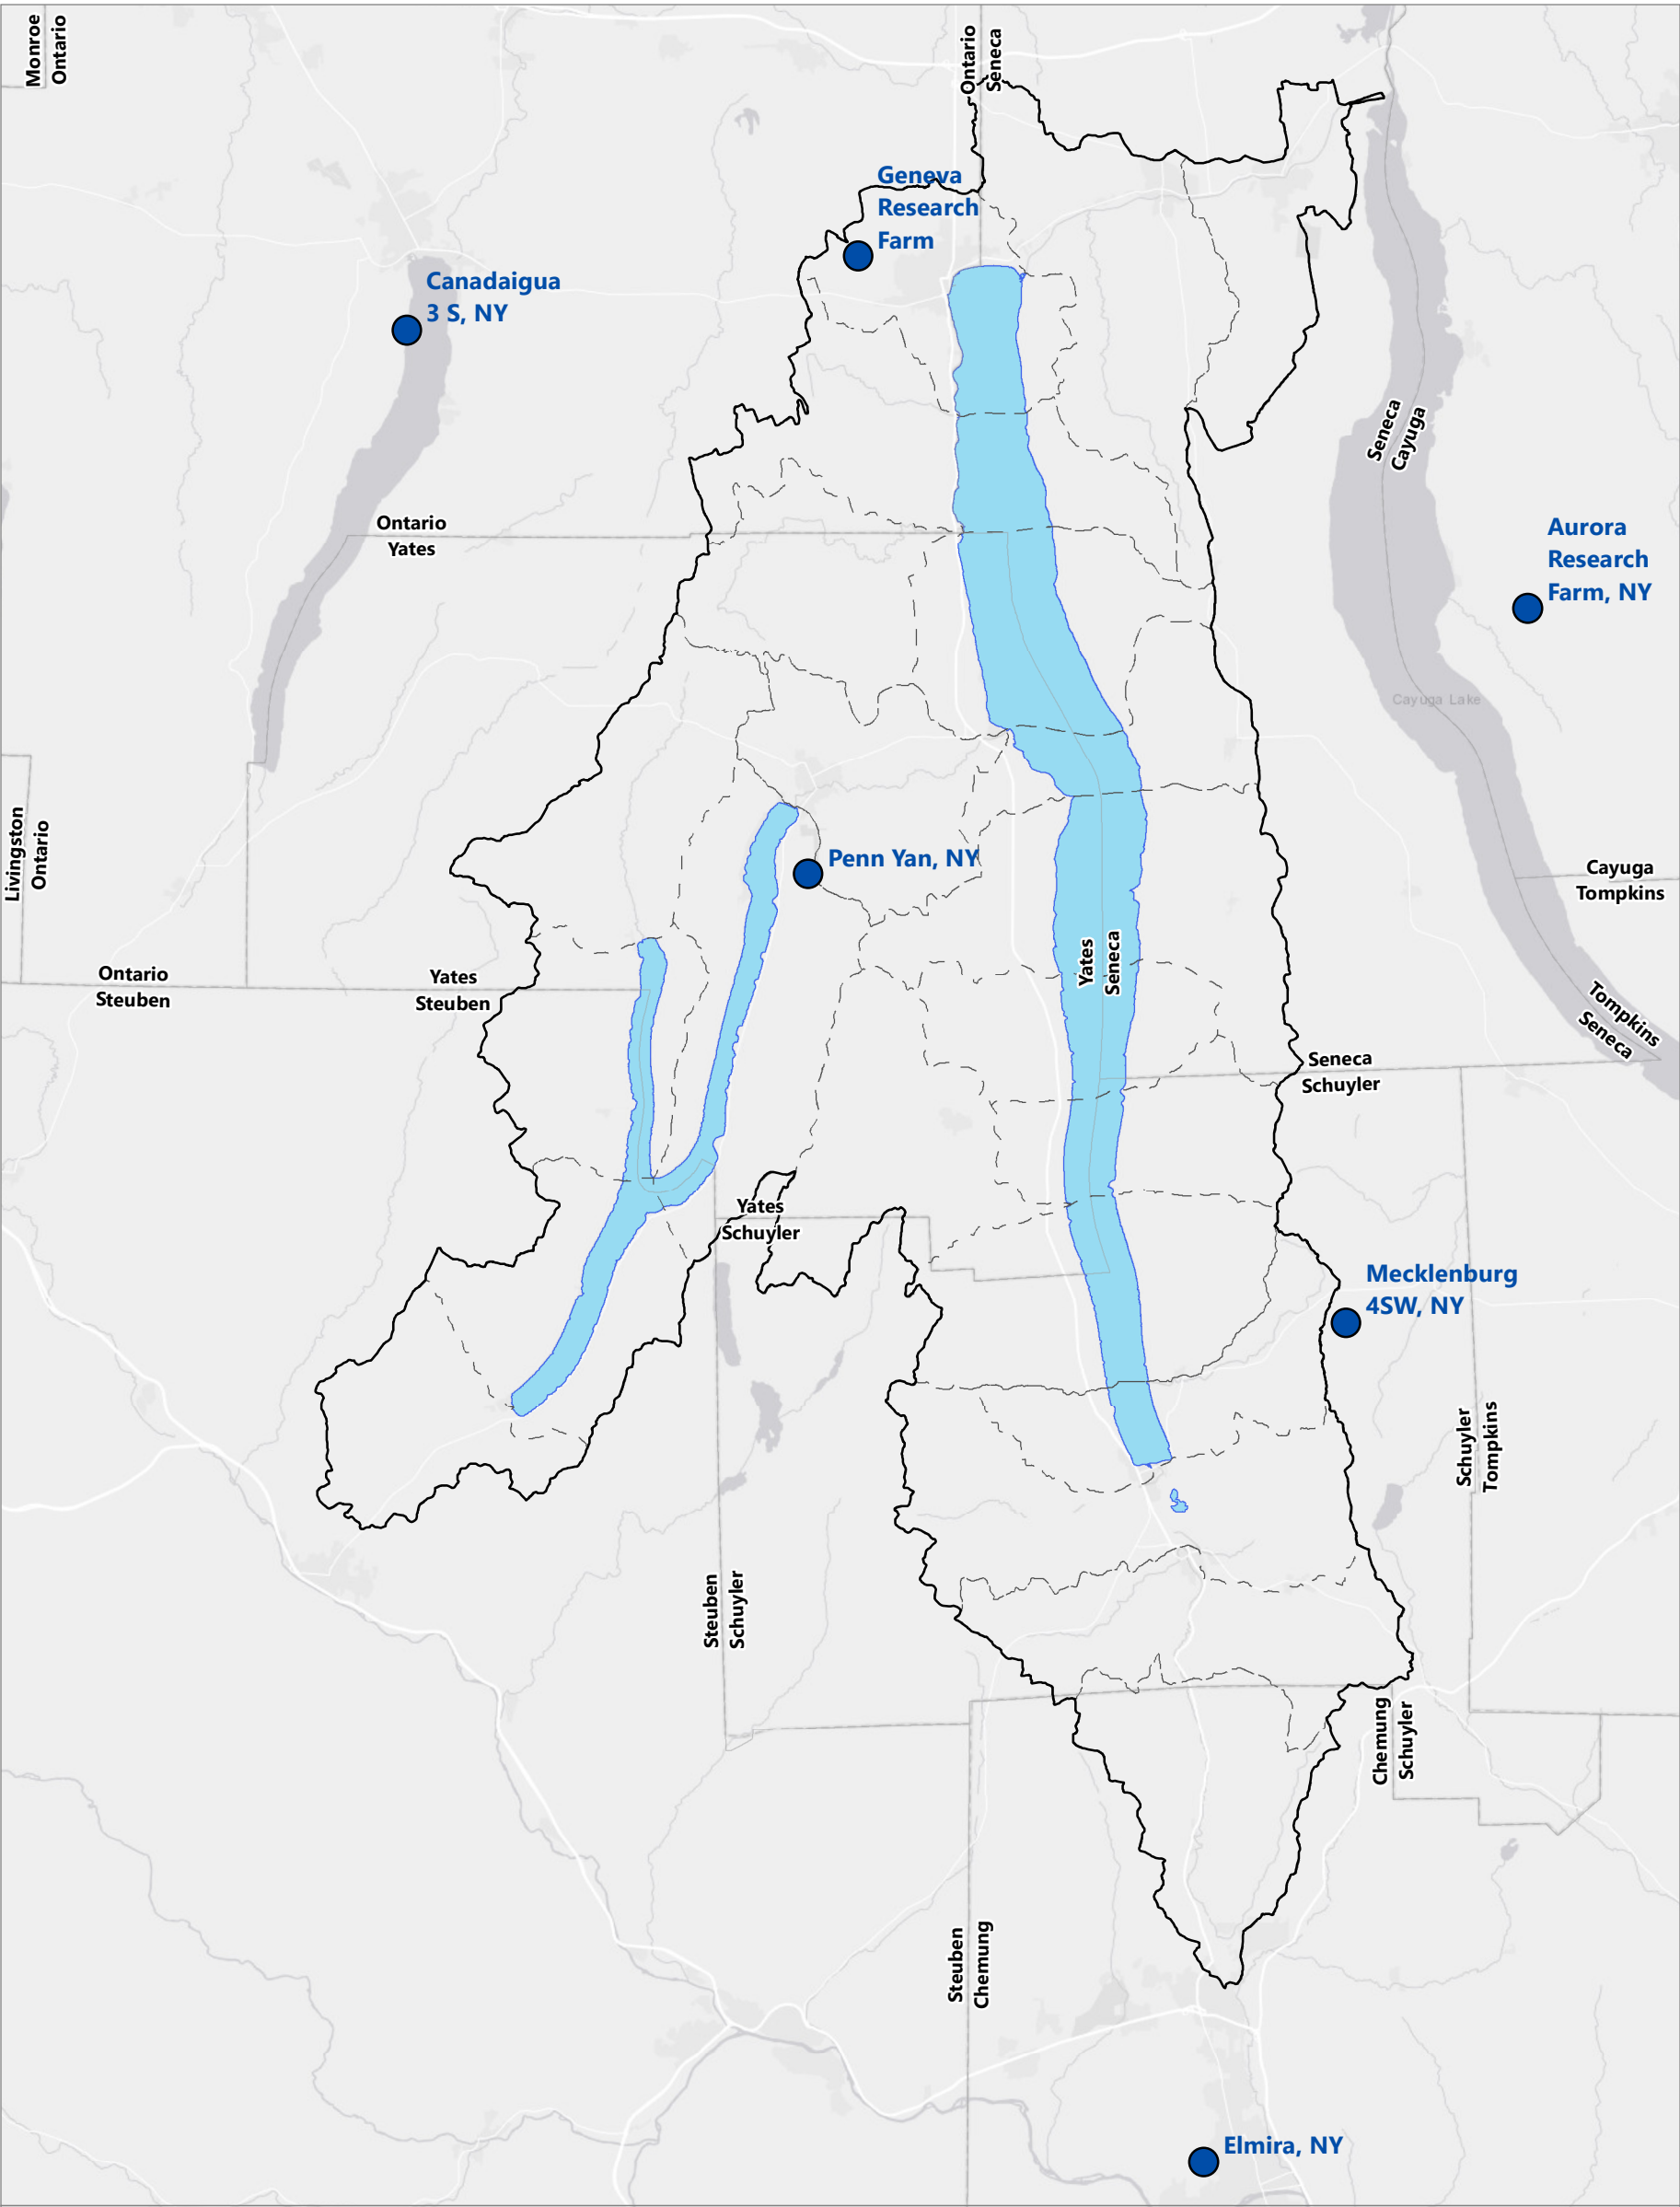 Monroe
Ontario
Ontario
Seneca
Geneva
Research
Farm
Canadaigua
3 S, NY
Seneca
Cayuga
Ontario
Yates
Aurora
Research
Farm, NY
Cayuga Lake
Livingston
Ontario
Penn Yan, NY
Cayuga
Tompkins
Yates
Seneca
Ontario
Steuben
Yates
Steuben
Tompkins
Seneca
Seneca
Schuyler
Yates
Schuyler
Mecklenburg
4SW, NY
Schuyler
Tompkins
Steuben
Schuyler
Chemung
Schuyler
Steuben
Chemung
Elmira, NY